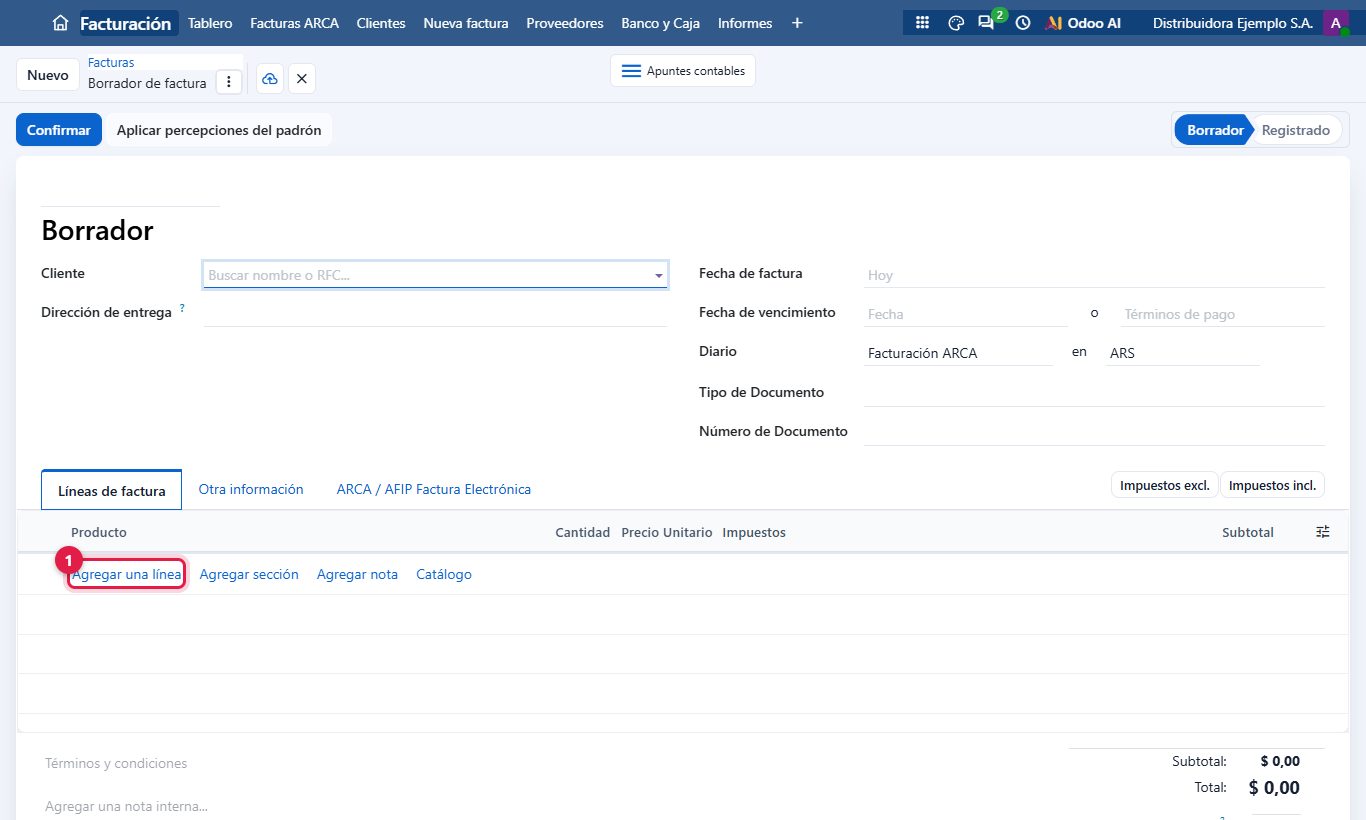 Facturación Tablero Facturas ARCA Clientes Nueva factura Proveedores Banco y Caja Informes + 2 Odoo AI Distribuidora Ejemplo S.A. A
Nuevo
Facturas
Borrador de factura
Apuntes contables
Confirmar Aplicar percepciones del padrón Borrador Registrado
Borrador
Cliente Buscar nombre o RFC...
Dirección de entrega ?
Fecha de factura Hoy
Fecha de vencimiento Fecha o Términos de pago
Diario Facturación ARCA en ARS
Tipo de Documento
Número de Documento
Líneas de factura Otra información ARCA / AFIP Factura Electrónica Impuestos excl. Impuestos incl.
Producto Cantidad Precio Unitario Impuestos Subtotal
1
Agregar una línea Agregar sección Agregar nota Catálogo
Términos y condiciones
Agregar una nota interna...
Subtotal: $ 0,00
Total: $ 0,00
?